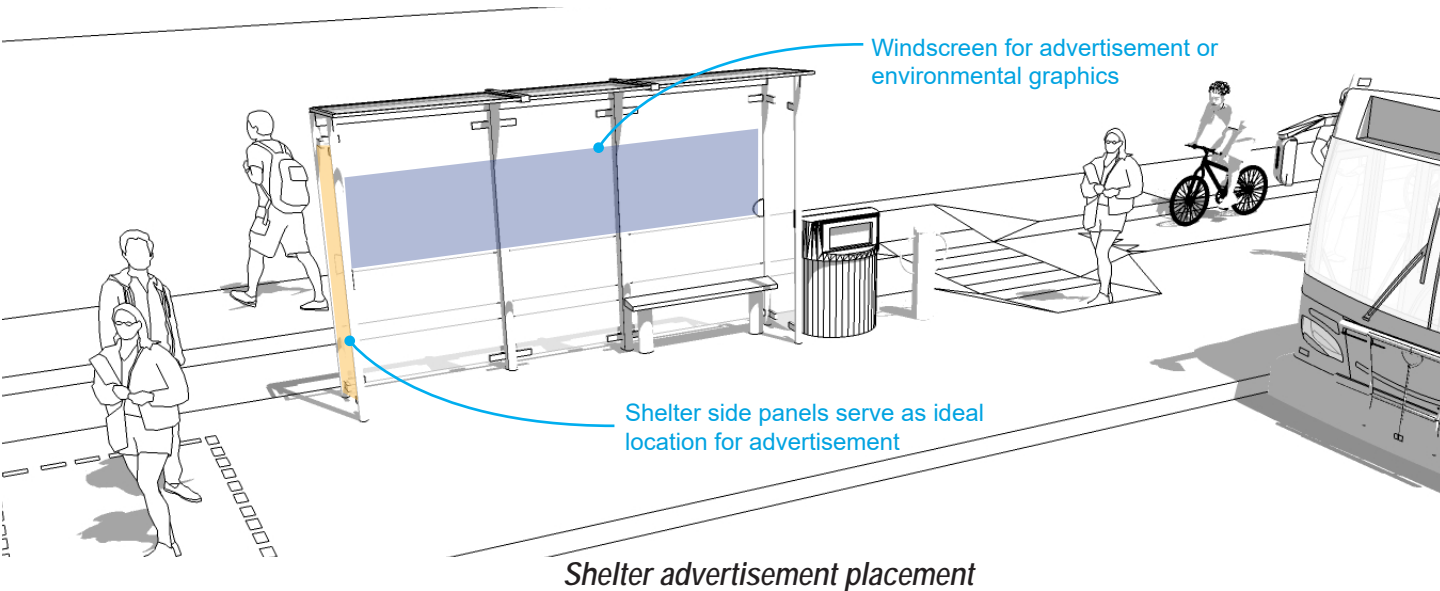 Windscreen for advertisement or
environmental graphics
Shelter side panels serve as ideal
location for advertisement
Shelter advertisement placement